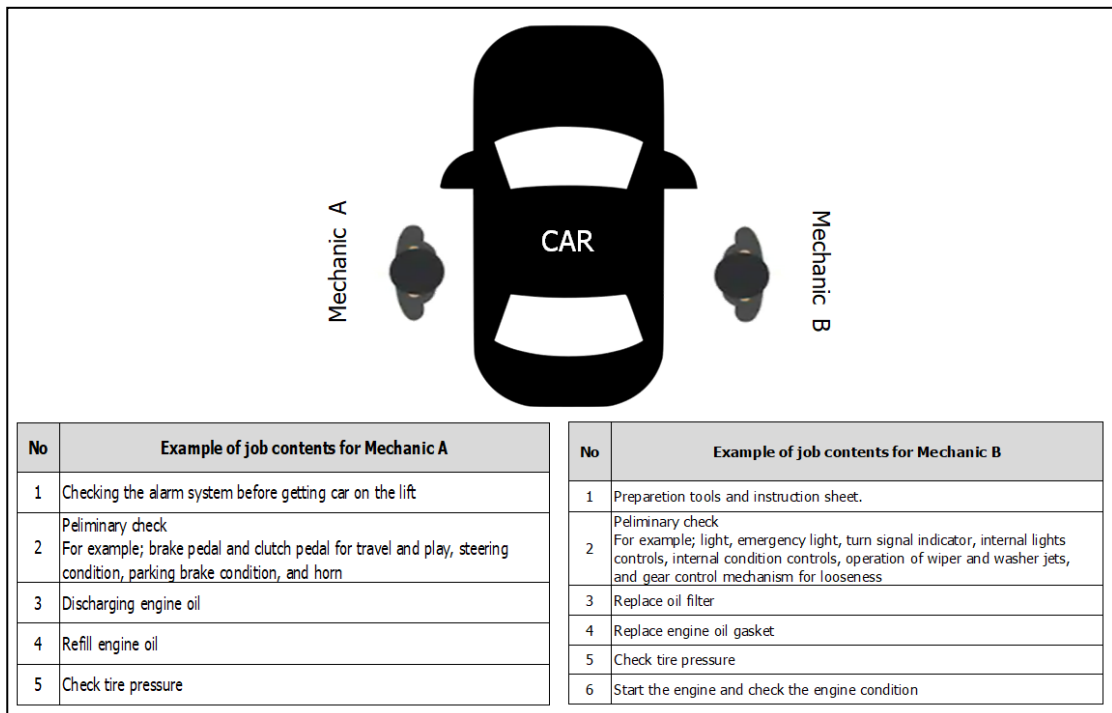 Mechanic A
CAR
Mechanic B
No Example of job contents for Mechanic A
1 Checking the alarm system before getting car on the lift
2 Peliminary check
For example; brake pedal and clutch pedal for travel and play, steering
condition, parking brake condition, and horn
3 Discharging engine oil
4 Refill engine oil
5 Check tire pressure
No Example of job contents for Mechanic B
1 Prepare​tion tools and instruction sheet.
2 Peliminary check
For example; light, emergency light, turn signal indicator, internal lights
controls, internal condition controls, operation of wiper and washer jets,
and gear control mechanism for looseness
3 Replace oil filter
4 Replace engine oil gasket
5 Check tire pressure
6 Start the engine and check the engine condition